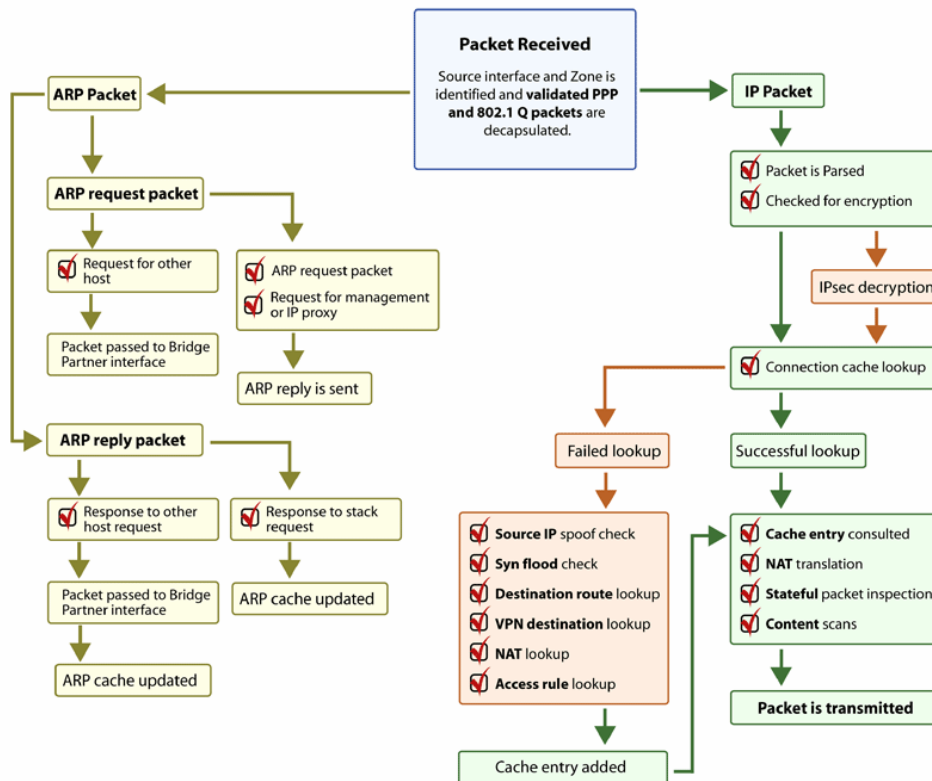 Packet Received
Source interface and Zone is
identified and validated PPP
and 802.1 Q packets are
decapsulated.
ARP Packet
IP Packet
ARP request packet
Request for other
host
Packet passed to Bridge
Partner interface
ARP request packet
Request for management
or IP proxy
ARP reply is sent
ARP reply packet
Response to other
host request
Packet passed to Bridge
Partner interface
ARP cache updated
Response to stack
request
ARP cache updated
Packet is Parsed
Checked for encryption
IPsec decryption
Connection cache lookup
Failed lookup
Successful lookup
Source IP spoof check
Syn flood check
Destination route lookup
VPN destination lookup
NAT lookup
Access rule lookup
Cache entry added
Cache entry consulted
NAT translation
Stateful packet inspection
Content scans
Packet is transmitted